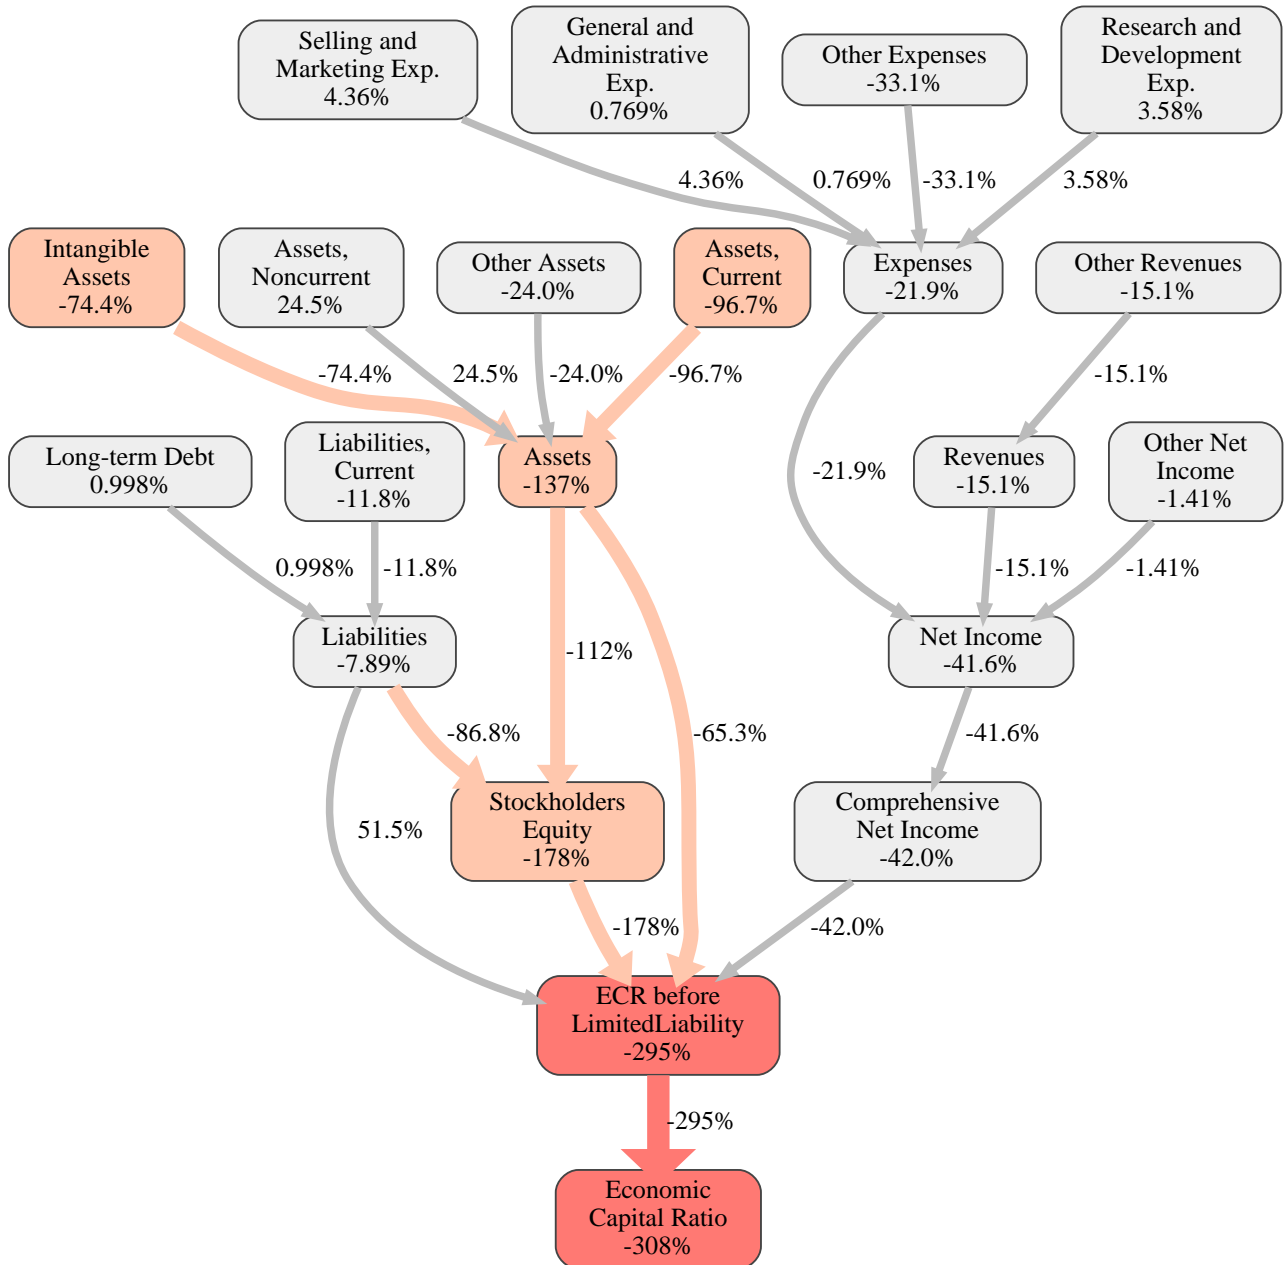 Selling and
Marketing Exp.
4.36%
General and
Administrative
Exp.
0.769%
Other Expenses
-33.1%
Research and
Development
Exp.
3.58%
4.36%
0.769%
-33.1%
3.58%
Intangible
Assets
-74.4%
Assets,
Noncurrent
24.5%
Other Assets
-24.0%
Assets,
Current
-96.7%
Expenses
-21.9%
Other Revenues
-15.1%
-74.4%
24.5%
-24.0%
-96.7%
-15.1%
Long-term Debt
0.998%
Liabilities,
Current
-11.8%
Assets
-137%
-21.9%
Revenues
-15.1%
Other Net
Income
-1.41%
0.998%
-11.8%
-15.1%
-1.41%
Liabilities
-7.89%
-112%
Net Income
-41.6%
-86.8%
-65.3%
-41.6%
51.5%
Stockholders
Equity
-178%
Comprehensive
Net Income
-42.0%
-178%
-42.0%
ECR before
LimitedLiability
-295%
-295%
Economic
Capital Ratio
-308%